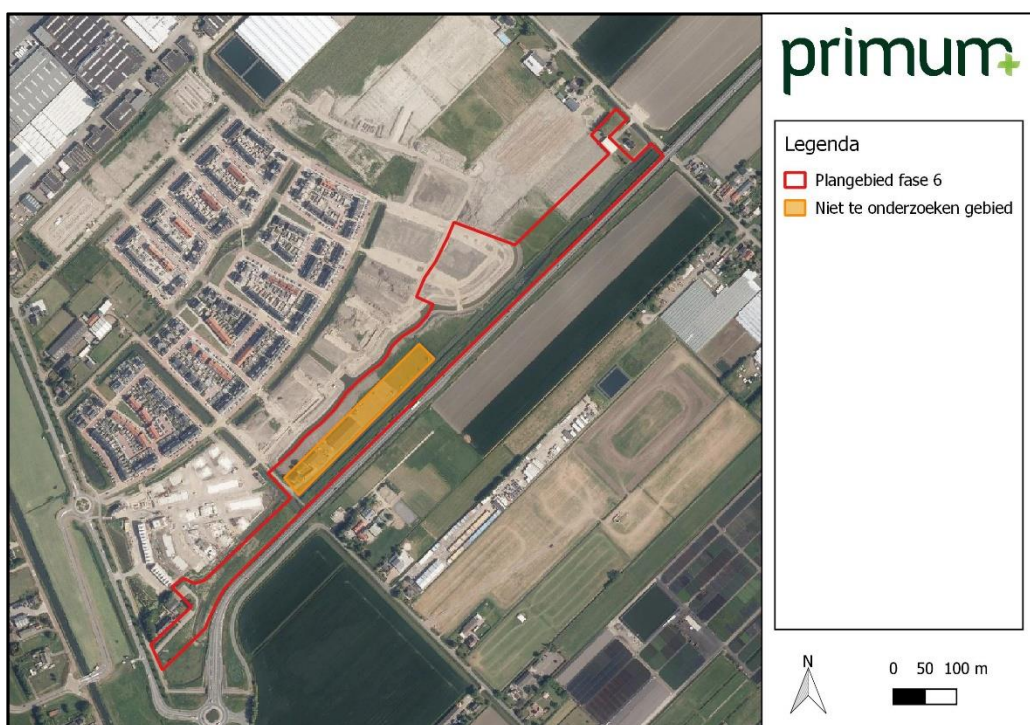 primum+
Legenda
Plangebied fase 6
Niet te onderzoeken gebied
N
0 50 100 m